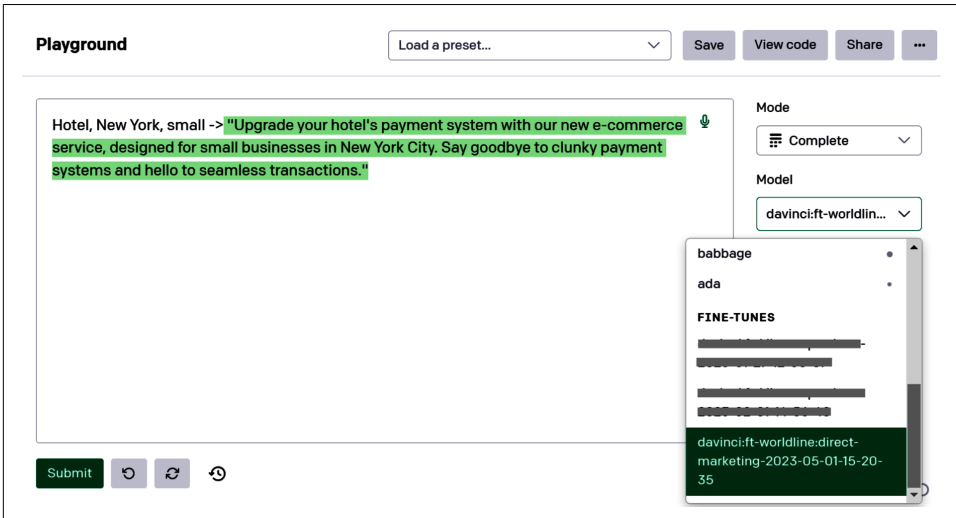 Playground
Load a preset...
Save
View code
Share
...
Hotel, New York, small -> "Upgrade your hotel's payment system with our new e-commerce
service, designed for small businesses in New York City. Say goodbye to clunky payment
systems and hello to seamless transactions."
Mode
Complete
Model
davinci:ft-worldlin...
babbage
ada
FINE-TUNES
davinci:ft-worldline:direct-
marketing-2023-05-01-15-20-
35
Submit